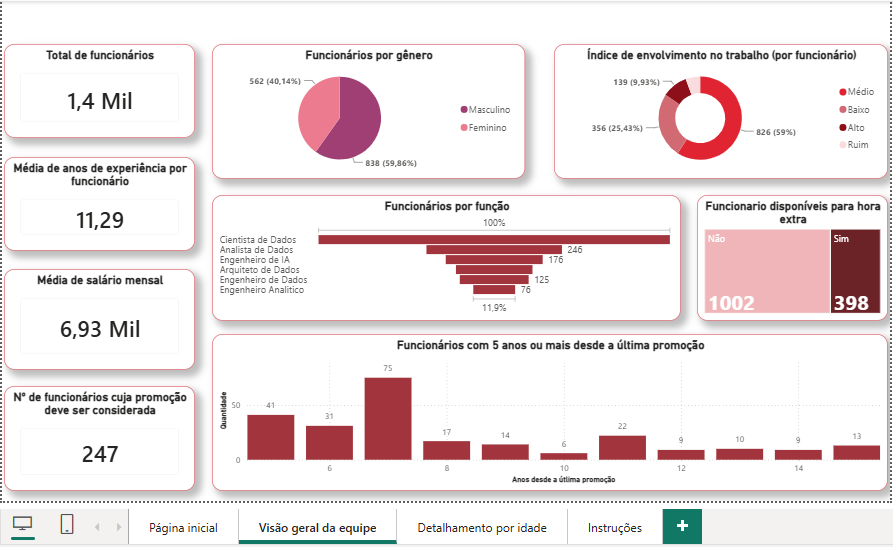 Total de funcionários
1,4 Mil
Média de anos de experiência por
funcionário
11,29
Média de salário mensal
6,93 Mil
Nº de funcionários cuja promoção
deve ser considerada
247
Funcionários por gênero
562 (40,14%)
838 (59,86%)
Masculino
Feminino
Índice de envolvimento no trabalho (por funcionário)
139 (9,93%)
356 (25,43%)
826 (59%)
Médio
Baixo
Alto
Ruim
Funcionários por função
100%
Cientista de Dados
Analista de Dados 246
Engenheiro de IA 176
Arquiteto de Dados
Engenheiro de Dados 125
Engenheiro Analítico 76
11,9%
Funcionario disponíveis para hora
extra
Não
1002
Sim
398
Funcionários com 5 anos ou mais desde a última promoção
Quantidade
50
0
41
31
75
17
14
6
22
9
10
9
13
6
8
10
12
14
Anos desde a útlima promoção
Página inicial
Visão geral da equipe
Detalhamento por idade
Instruções
+